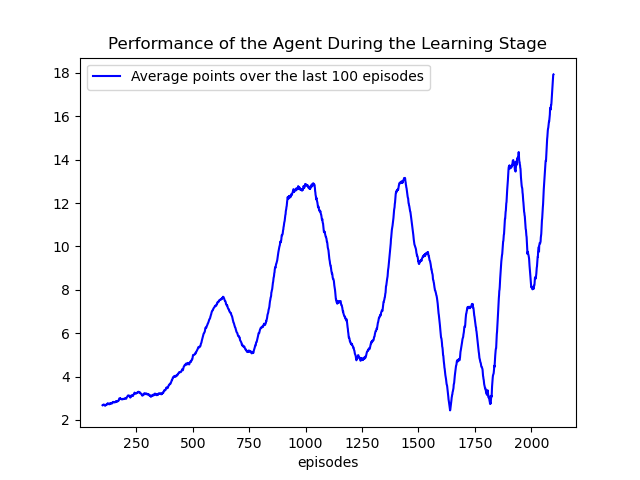 Performance of the Agent During the Learning Stage
Average points over the last 100 episodes
18
16
14
12
10
8
6
4
2
250 500 750 1000 1250 1500 1750 2000
episodes